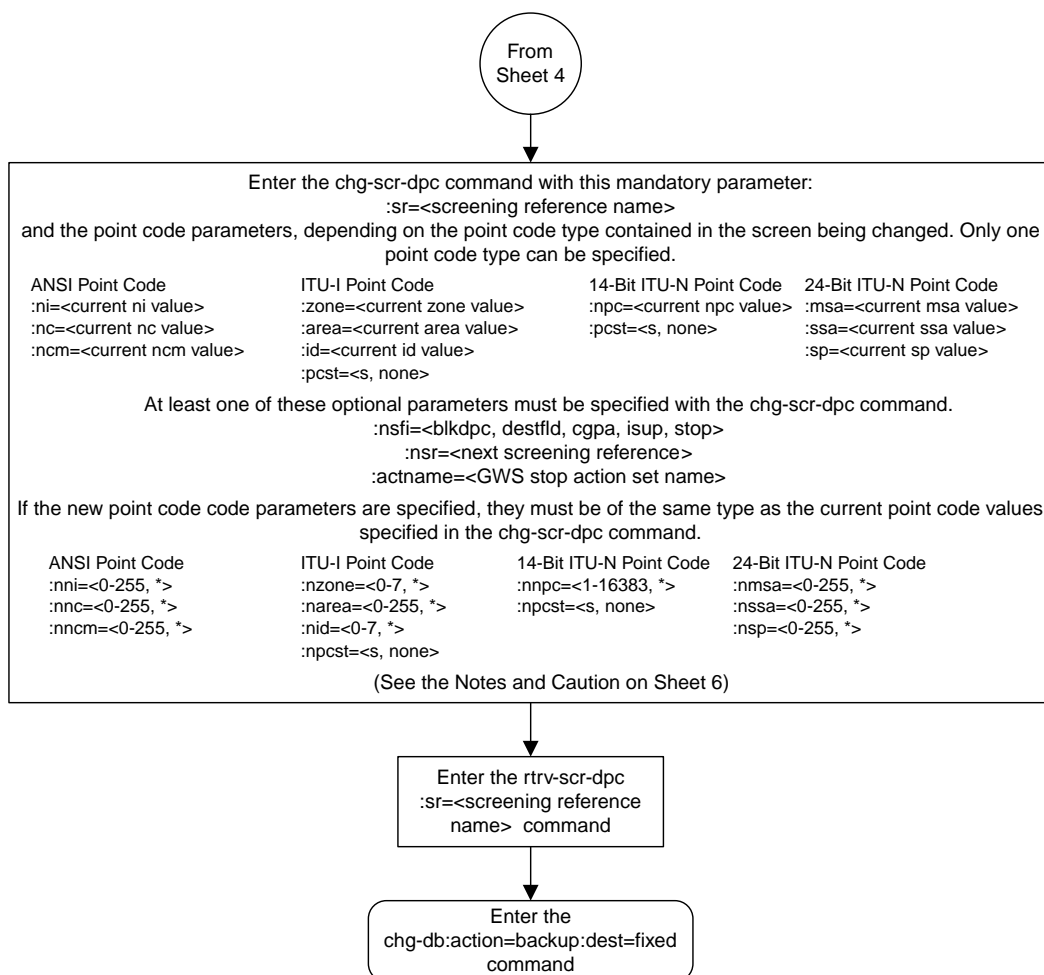 From
Sheet 4
Enter the chg-scr-dpc command with this mandatory parameter:
:sr=<screening reference name>
and the point code parameters, depending on the point code type contained in the screen being changed. Only one
point code type can be specified.
ANSI Point Code
:ni=<current ni value>
:nc=<current nc value>
:ncm=<current ncm value>
ITU-I Point Code
:zone=<current zone value>
:area=<current area value>
:id=<current id value>
:pcst=<s, none>
14-Bit ITU-N Point Code
:npc=<current npc value>
:pcst=<s, none>
24-Bit ITU-N Point Code
:msa=<current msa value>
:ssa=<current ssa value>
:sp=<current sp value>
At least one of these optional parameters must be specified with the chg-scr-dpc command.
:nsfi=<blkdpc, destfld, cgpa, isup, stop>
:nsr=<next screening reference>
:actname=<GWS stop action set name>
If the new point code code parameters are specified, they must be of the same type as the current point code values
specified in the chg-scr-dpc command.
ANSI Point Code
:nni=<0-255, *>
:nnc=<0-255, *>
:nncm=<0-255, *>
ITU-I Point Code
:nzone=<0-7, *>
:narea=<0-255, *>
:nid=<0-7, *>
:npcst=<s, none>
14-Bit ITU-N Point Code
:nnpc=<1-16383, *>
:npcst=<s, none>
24-Bit ITU-N Point Code
:nmsa=<0-255, *>
:nssa=<0-255, *>
:nsp=<0-255, *>
(See the Notes and Caution on Sheet 6)
Enter the rtrv-scr-dpc
:sr=<screening reference
name> command
Enter the
chg-db:action=backup:dest=fixed
command